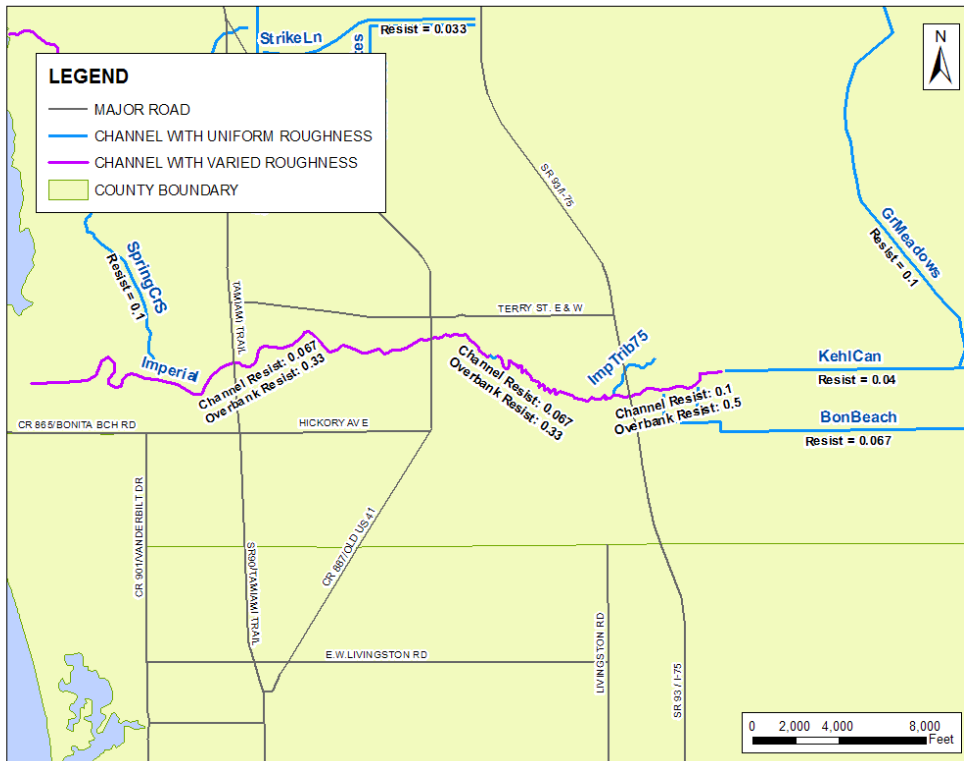 StrikeLn
Resist = 0.033
kes
N
LEGEND
MAJOR ROAD
CHANNEL WITH UNIFORM ROUGHNESS
CHANNEL WITH VARIED ROUGHNESS
COUNTY BOUNDARY
SR 93/I-75
GrMeadows
Resist = 0.1
SpringCrS
Resist = 0.1
TAMIAMI TRAIL
TERRY ST. E & W
Imperial
Channel Resist: 0.067
Overbank Resist: 0.33
Channel Resist: 0.067
Overbank Resist: 0.33
ImpTrib75
KehlCan
Resist = 0.04
Channel Resist: 0.1
Overbank Resist: 0.5
BonBeach
Resist = 0.067
CR 865/BONITA BCH RD
HICKORY AVE
CR 901/VANDERBILT DR
SR90/TAMIAMI TRAIL
CR 887/OLD US 41
E.W.LIVINGSTON RD
LIVINGSTON RD
SR 93 / I-75
0 2,000 4,000 8,000
Feet